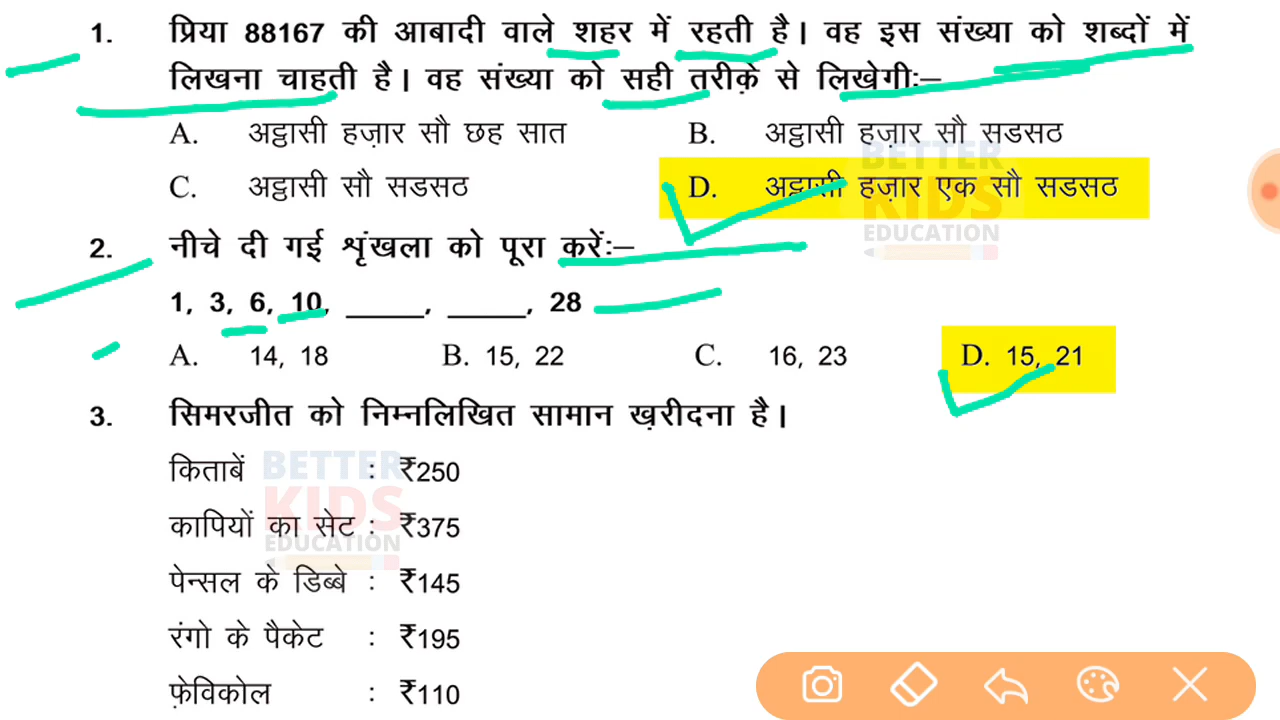 1. प्रिया 88167 की आबादी वाले शहर में रहती है। वह इस संख्या को शब्दों में
लिखना चाहती है। वह संख्या को सही तरीक़े से लिखेगी:–
A. अट्ठासी हज़ार सौ छह सात B. अट्ठासी हज़ार सौ सडसठ
C. अट्ठासी सौ सडसठ D. अट्ठासी हज़ार एक सौ सडसठ
BETTER
KIDS
EDUCATION
2. नीचे दी गई शृंखला को पूरा करें:–
1, 3, 6, 10, _____, _____, 28
A. 14, 18 B. 15, 22 C. 16, 23 D. 15, 21
3. सिमरजीत को निम्नलिखित सामान ख़रीदना है।
किताबें : ₹250
कापियों का सेट : ₹375
पेन्सल के डिब्बे : ₹145
रंगो के पैकेट : ₹195
फ़ेविकोल : ₹110
BETTER
KIDS
EDUCATION